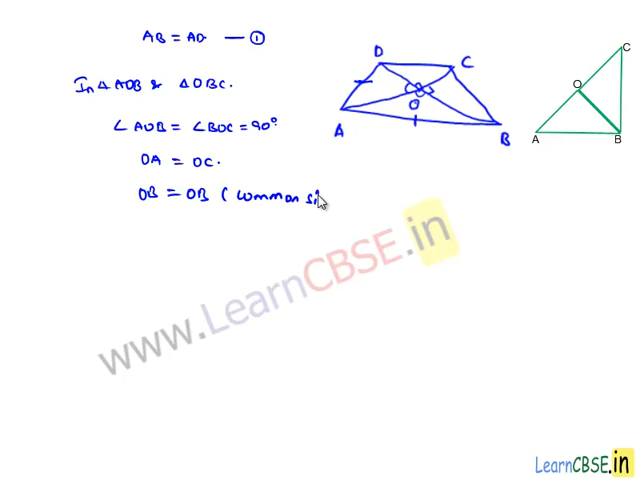 AB = AD — ①
In Δ AOB & Δ OBC.
∠AOB = ∠BOC = 90°
OA = OC.
OB = OB ( Common si
D
C
O
A
B
C
O
A
B
www.LearnCBSE.in
LearnCBSE.in